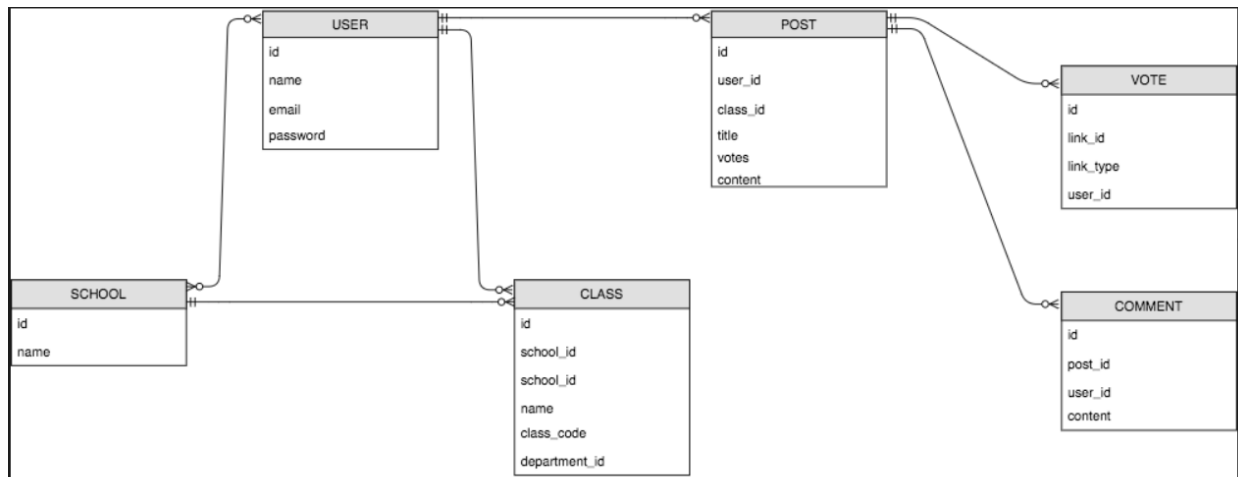 USER
id
name
email
password
POST
id
user_id
class_id
title
votes
content
VOTE
id
link_id
link_type
user_id
SCHOOL
id
name
CLASS
id
school_id
school_id
name
class_code
department_id
COMMENT
id
post_id
user_id
content